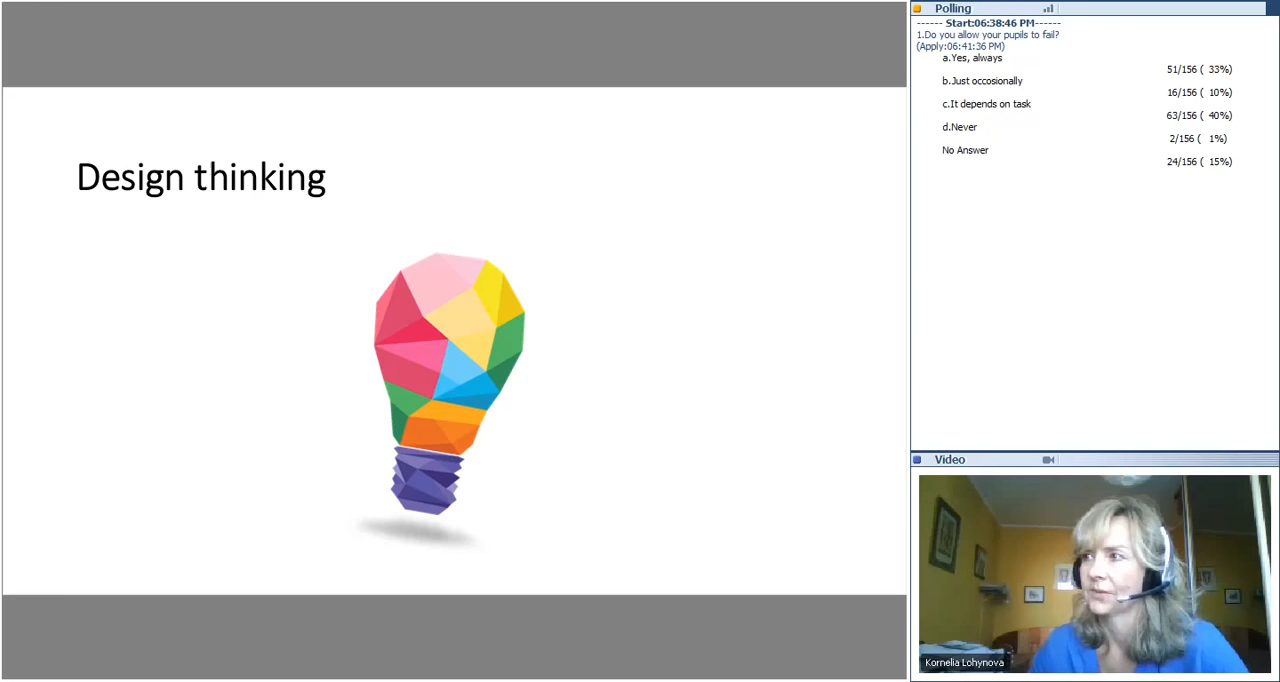 Design thinking
Polling
------ Start:06:38:46 PM------
1.Do you allow your pupils to fail?
(Apply:06:41:36 PM)
a.Yes, always
51/156 ( 33%)
b.Just occosionally
16/156 ( 10%)
c.It depends on task
63/156 ( 40%)
d.Never
2/156 ( 1%)
No Answer
24/156 ( 15%)
Video
Kornelia Lohynova